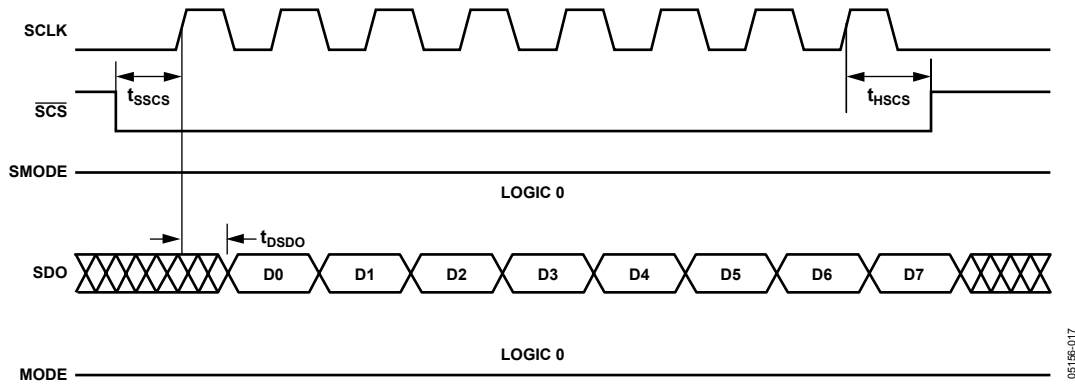 SCLK
tSSCS
tHSCS
SCS
SMODE
LOGIC 0
tDSDO
SDO
D0 D1 D2 D3 D4 D5 D6 D7
LOGIC 0
MODE
05156-017